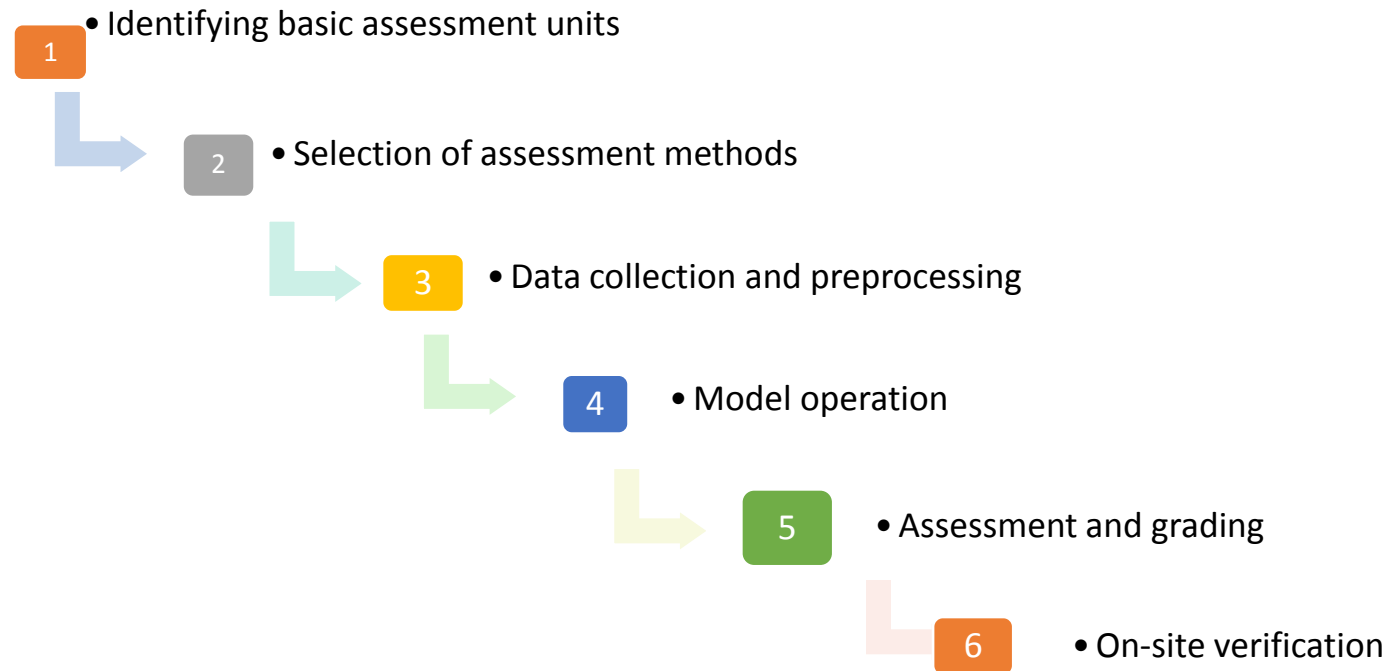 1
• Identifying basic assessment units
2
• Selection of assessment methods
3
• Data collection and preprocessing
4
• Model operation
5
• Assessment and grading
6
• On-site verification